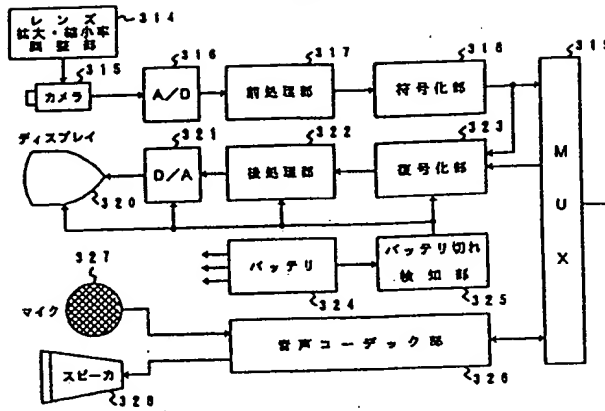 レンズ
拡大・縮小率
調整部
314
315
カメラ
316
A/D
317
前処理部
318
符号化部
319
MUX
ディスプレイ
320
321
D/A
322
後処理部
323
復号化部
バッテリ
324
バッテリ切れ
検知部
325
327
マイク
音声コーデック部
326
スピーカ
328